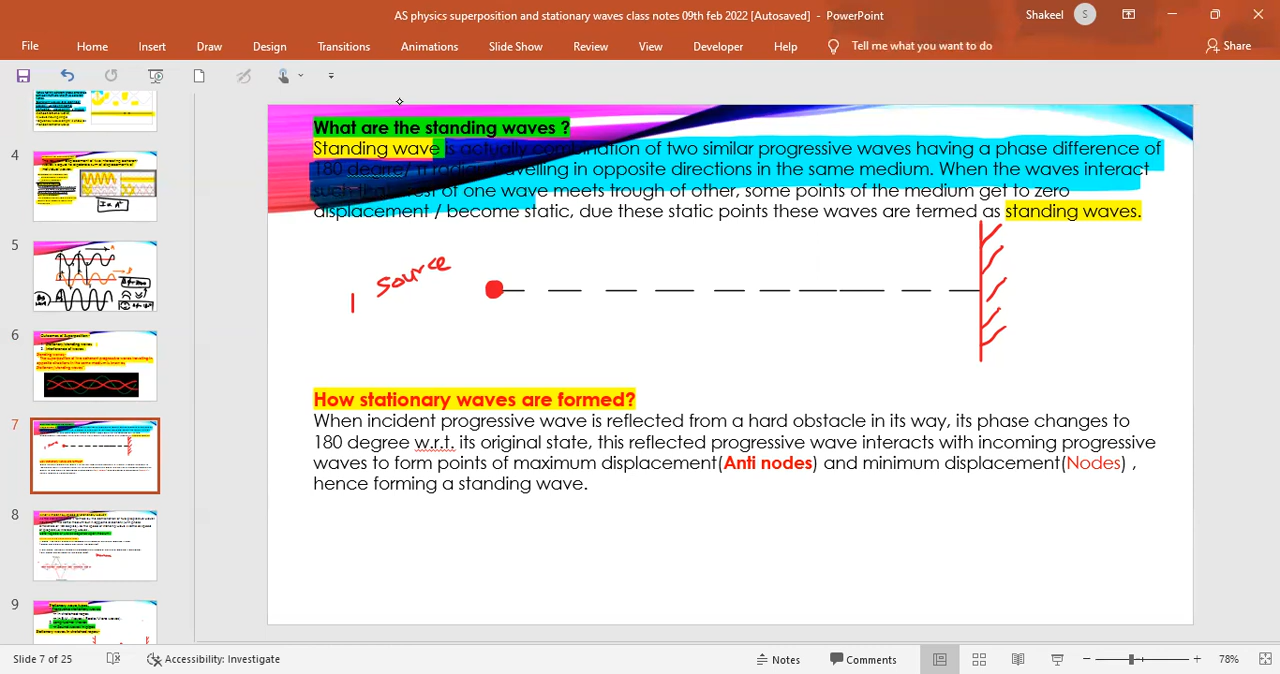 AS physics superposition and stationary waves class notes 09th feb 2022 [Autosaved] - PowerPoint
Shakeel
S
File Home Insert Draw Design Transitions Animations Slide Show Review View Developer Help Tell me what you want to do Share
What are the standing waves ?
Standing wave is actually combination of two similar progressive waves having a phase difference of
180 degree/ travelling in opposite directions in the same medium. When the waves interact
such crest of one wave meets trough of other, some points of the medium get to zero
displacement / become static, due these static points these waves are termed as standing waves.
source
How stationary waves are formed?
When incident progressive wave is reflected from a hard obstacle in its way, its phase changes to
180 degree w.r.t. its original state, this reflected progressive wave interacts with incoming progressive
waves to form points of maximum displacement(Anti nodes) and minimum displacement(Nodes) ,
hence forming a standing wave.
4
5
6
7
8
9
Slide 7 of 25
Accessibility: Investigate
Notes
Comments
78%